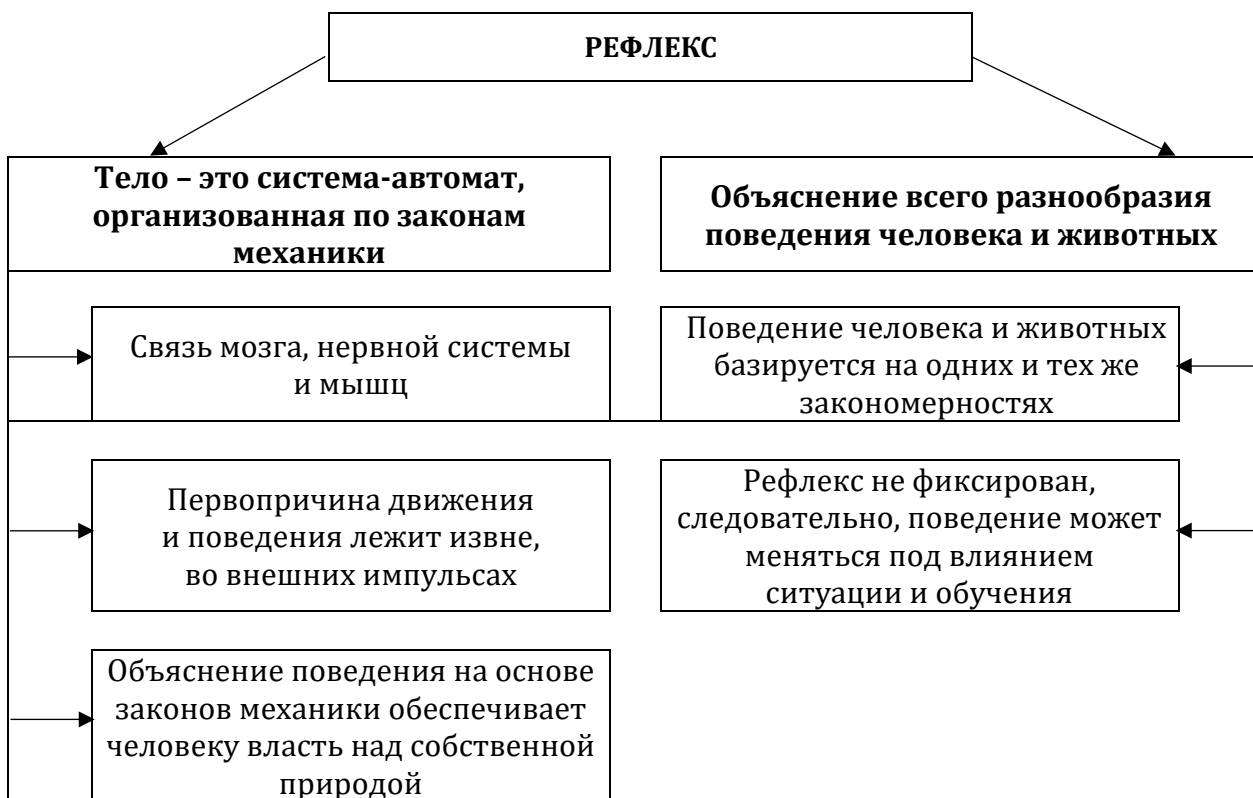 РЕФЛЕКС
Тело – это система-автомат,
организованная по законам
механики
Объяснение всего разнообразия
поведения человека и животных
Связь мозга, нервной системы
и мышц
Поведение человека и животных
базируется на одних и тех же
закономерностях
Первопричина движения
и поведения лежит извне,
во внешних импульсах
Рефлекс не фиксирован,
следовательно, поведение может
меняться под влиянием
ситуации и обучения
Объяснение поведения на основе
законов механики обеспечивает
человеку власть над собственной
природой